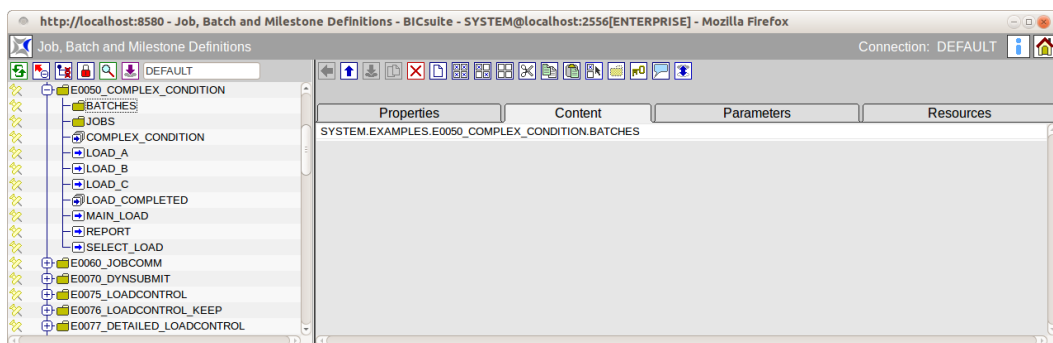 http://localhost:8580 - Job, Batch and Milestone Definitions - BICsuite - SYSTEM@localhost:2556[ENTERPRISE] - Mozilla Firefox
Job, Batch and Milestone Definitions
Connection: DEFAULT
DEFAULT
E0050_COMPLEX_CONDITION
BATCHES
JOBS
COMPLEX_CONDITION
LOAD_A
LOAD_B
LOAD_C
LOAD_COMPLETED
MAIN_LOAD
REPORT
SELECT_LOAD
E0060_JOBCOMM
E0070_DYNSUBMIT
E0075_LOADCONTROL
E0076_LOADCONTROL_KEEP
E0077_DETAILED_LOADCONTROL
Properties Content Parameters Resources
SYSTEM.EXAMPLES.E0050_COMPLEX_CONDITION.BATCHES